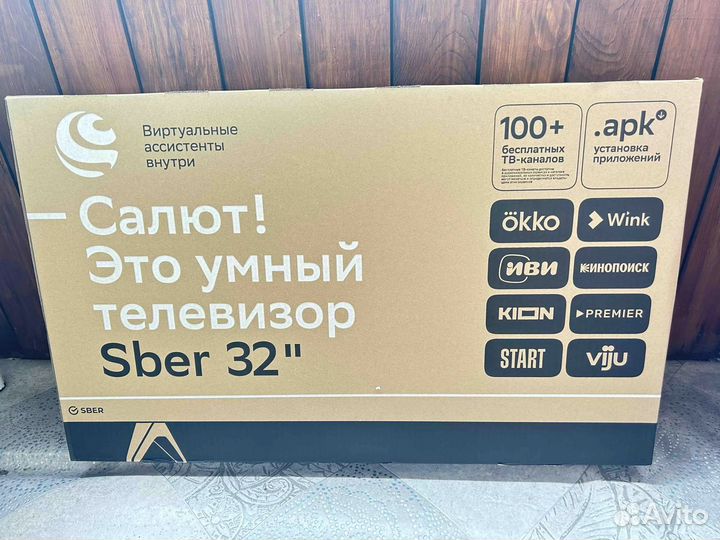 Виртуальные
ассистенты
внутри
Салют!
Это умный
телевизор
Sber 32"
100+
бесплатных
ТВ-каналов
.apk
установка
приложений
ökko
Wink
иви
КИНОПОИСК
KION
PREMIER
START
viju
SBER
Avito